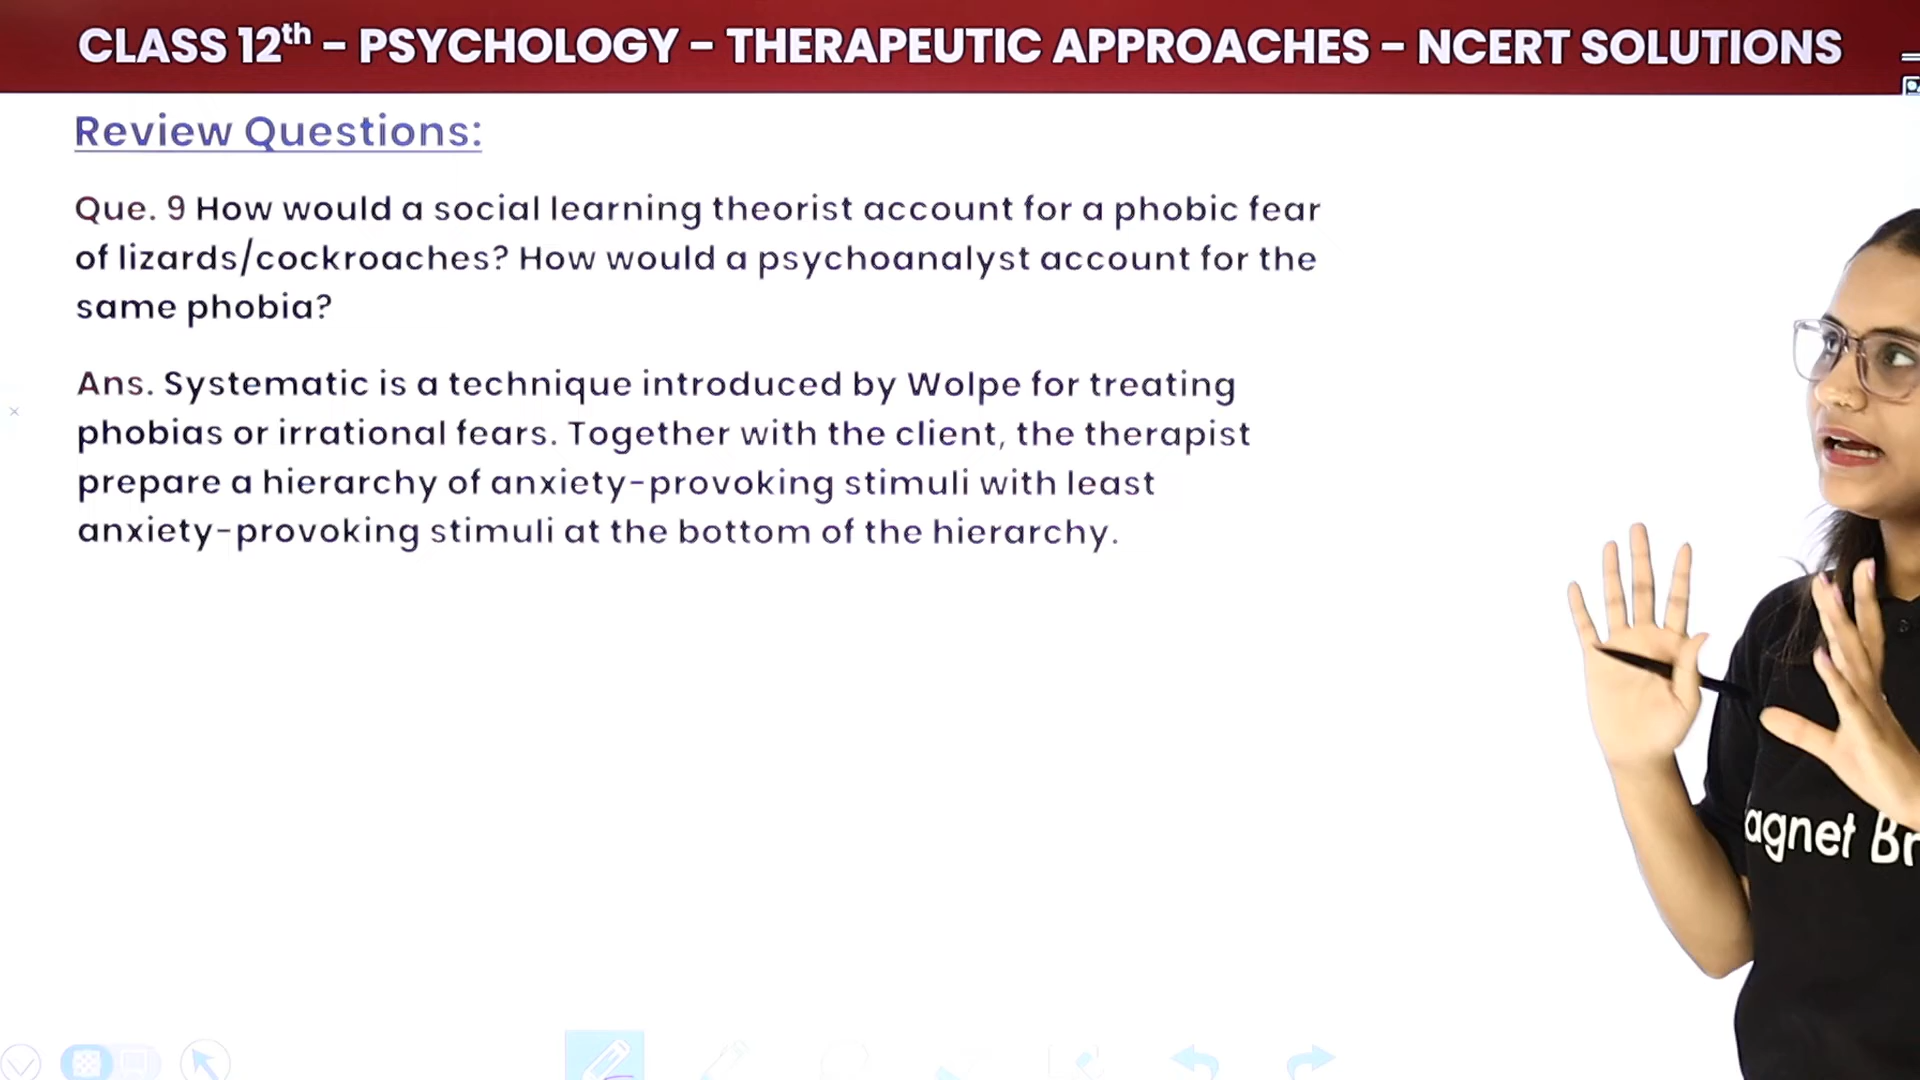 CLASS 12th – PSYCHOLOGY – THERAPEUTIC APPROACHES – NCERT SOLUTIONS
Review Questions:
Que. 9 How would a social learning theorist account for a phobic fear
of lizards/cockroaches? How would a psychoanalyst account for the
same phobia?
Ans. Systematic is a technique introduced by Wolpe for treating
phobias or irrational fears. Together with the client, the therapist
prepare a hierarchy of anxiety-provoking stimuli with least
anxiety-provoking stimuli at the bottom of the hierarchy.
agnet Br